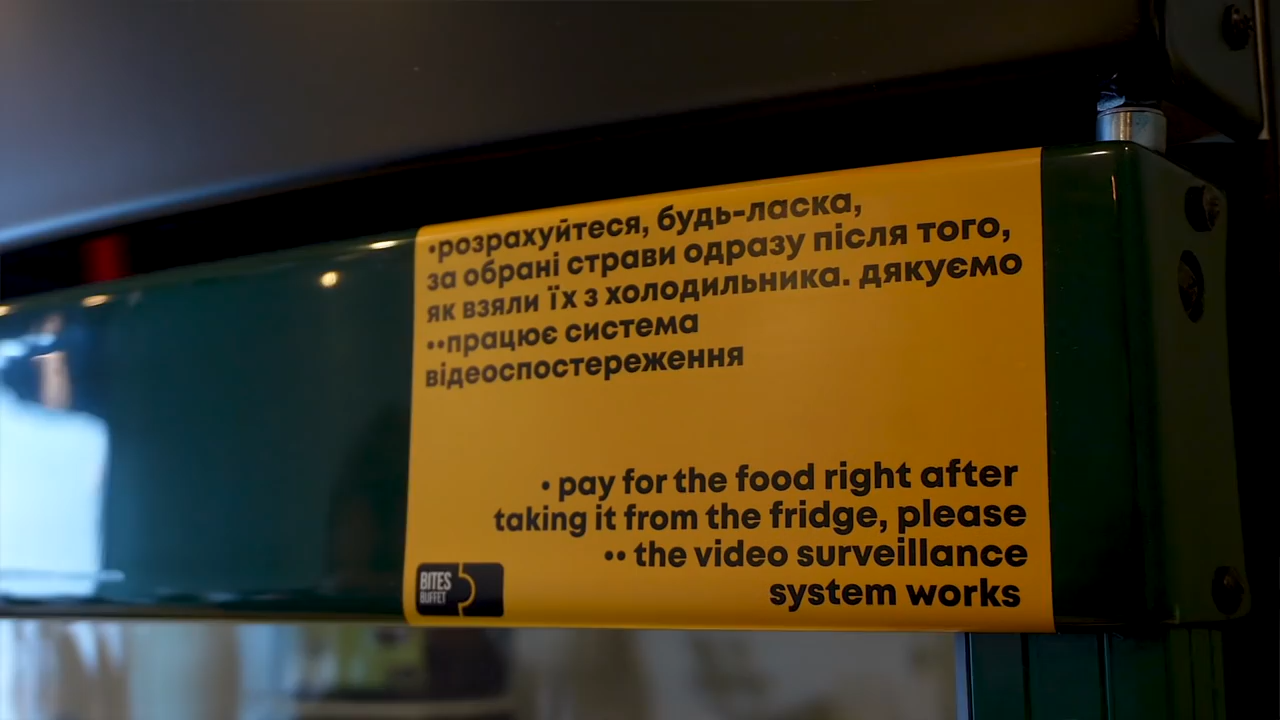 •розрахуйтеся, будь-ласка,
за обрані страви одразу після того,
як взяли їх з холодильника. дякуємо
••працює система
відеоспостереження
• pay for the food right after
taking it from the fridge, please
•• the video surveillance
system works
BITES
BUFFET